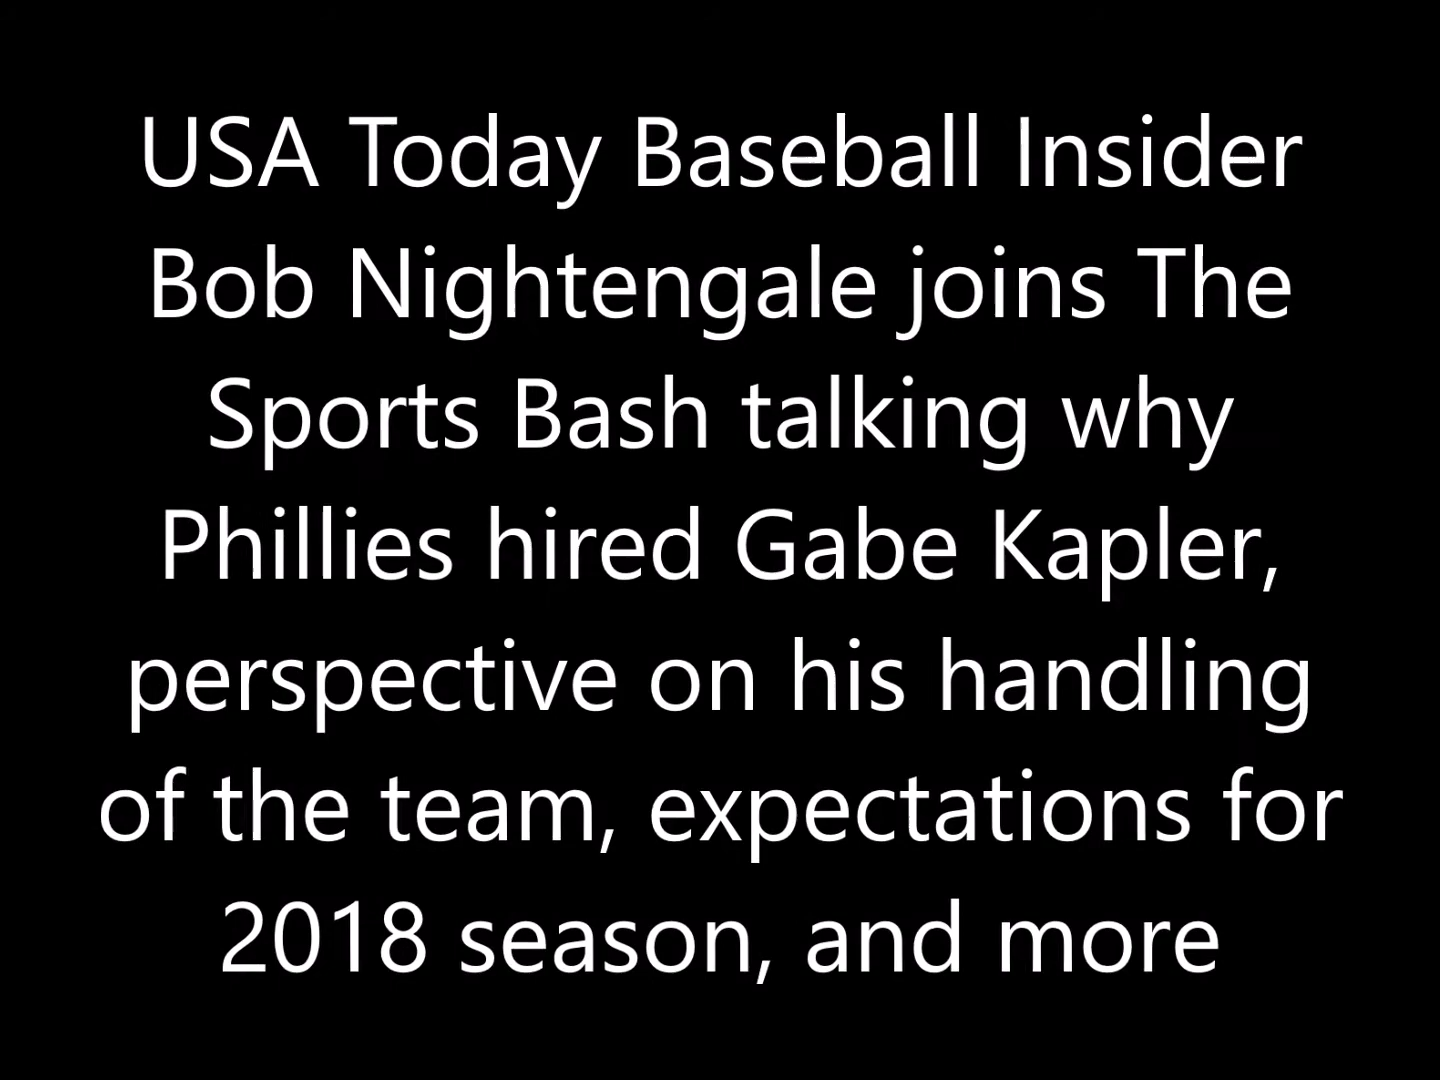 USA Today Baseball Insider
Bob Nightengale joins The
Sports Bash talking why
Phillies hired Gabe Kapler,
perspective on his handling
of the team, expectations for
2018 season, and more